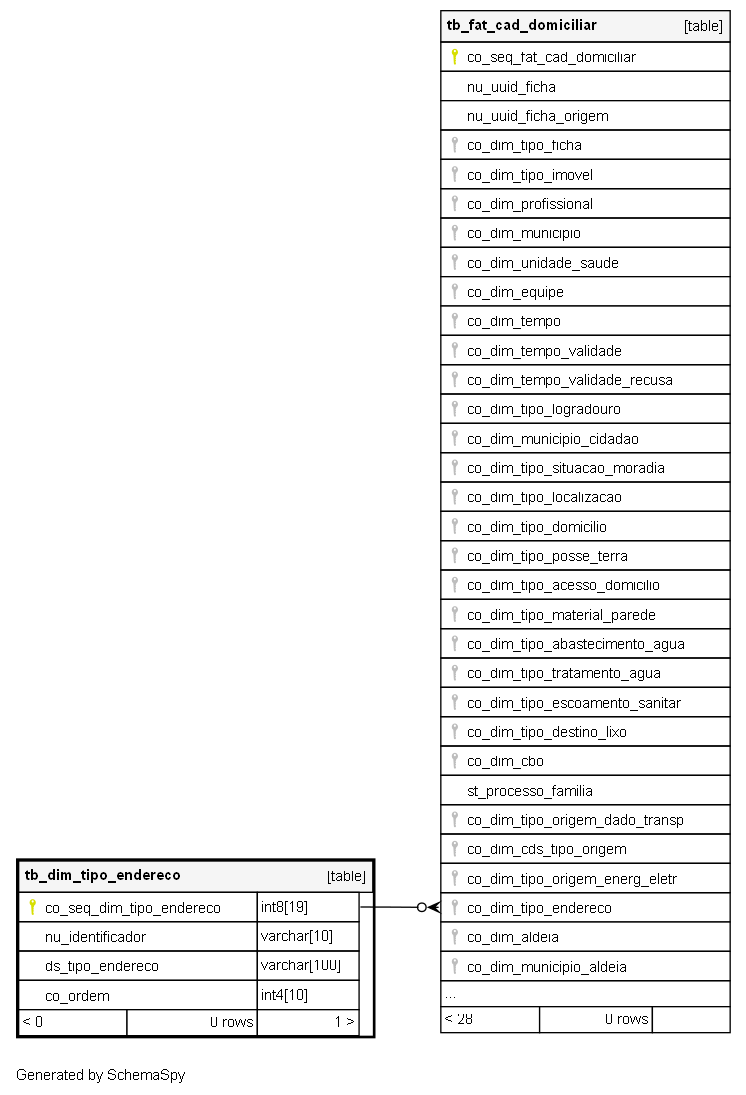 tb_fat_cad_domiciliar [table]
co_seq_fat_cad_domiciliar
nu_uuid_ficha
nu_uuid_ficha_origem
co_dim_tipo_ficha
co_dim_tipo_imovel
co_dim_profissional
co_dim_municipio
co_dim_unidade_saude
co_dim_equipe
co_dim_tempo
co_dim_tempo_validade
co_dim_tempo_validade_recusa
co_dim_tipo_logradouro
co_dim_municipio_cidadao
co_dim_tipo_situacao_moradia
co_dim_tipo_localizacao
co_dim_tipo_domicilio
co_dim_tipo_posse_terra
co_dim_tipo_acesso_domicilio
co_dim_tipo_material_parede
co_dim_tipo_abastecimento_agua
co_dim_tipo_tratamento_agua
co_dim_tipo_escoamento_sanitar
co_dim_tipo_destino_lixo
co_dim_cbo
st_processo_familia
co_dim_tipo_origem_dado_transp
co_dim_cds_tipo_origem
co_dim_tipo_origem_energ_eletr
co_dim_tipo_endereco
co_dim_aldeia
co_dim_municipio_aldeia
...
< 28 0 rows
tb_dim_tipo_endereco [table]
co_seq_dim_tipo_endereco int8[19]
nu_identificador varchar[10]
ds_tipo_endereco varchar[100]
co_ordem int4[10]
< 0 0 rows 1 >
Generated by SchemaSpy